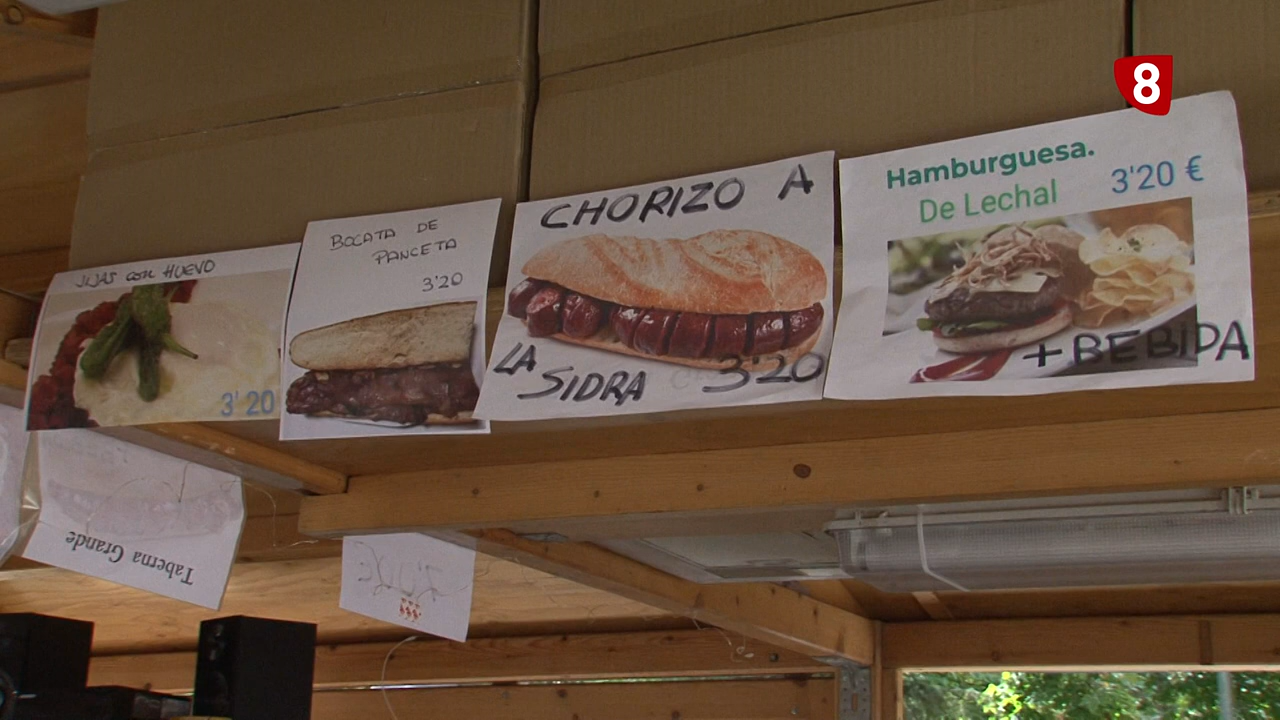 8
JIJAS con HUEVO
3'20
BOCATA DE
PANCETA
3'20
CHORIZO A
LA
SIDRA
3'20
Hamburguesa.
De Lechal
3'20 €
+ BEBIDA
Taberna Grande